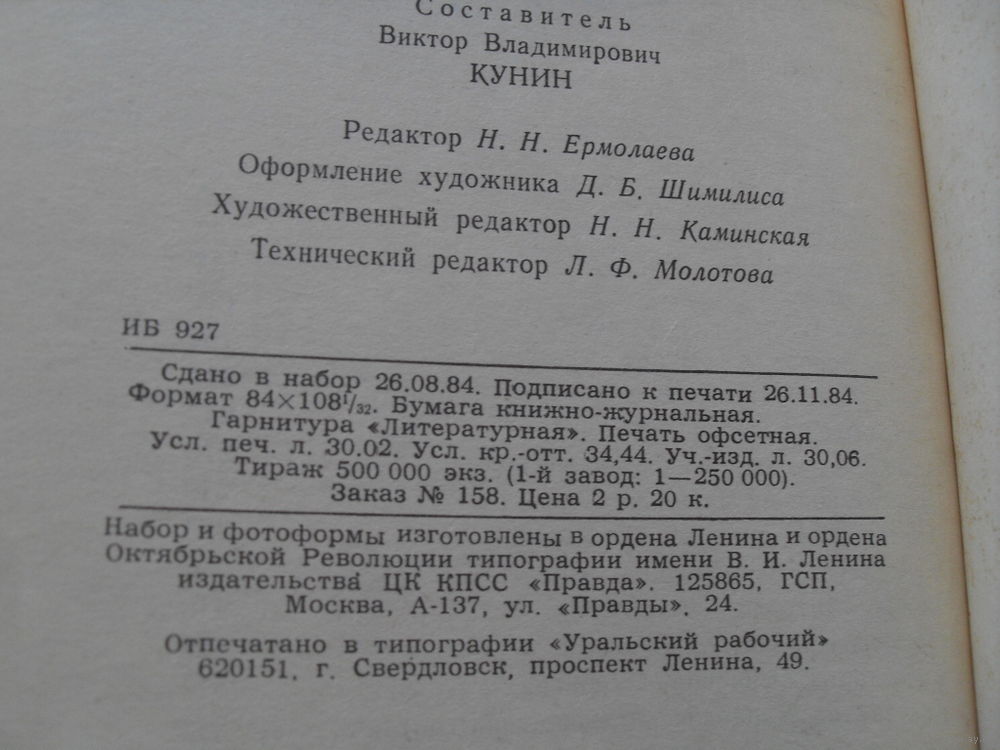 Составитель
Виктор Владимирович
КУНИН
Редактор Н. Н. Ермолаева
Оформление художника Д. Б. Шимилиса
Художественный редактор Н. Н. Каминская
Технический редактор Л. Ф. Молотова
ИБ 927
Сдано в набор 26.08.84. Подписано к печати 26.11.84.
Формат 84×108¹/₃₂. Бумага книжно-журнальная.
Гарнитура «Литературная». Печать офсетная.
Усл. печ. л. 30.02. Усл. кр.-отт. 34,44. Уч.-изд. л. 30,06.
Тираж 500 000 экз. (1-й завод: 1—250 000).
Заказ № 158. Цена 2 р. 20 к.
Набор и фотоформы изготовлены в ордена Ленина и ордена
Октябрьской Революции типографии имени В. И. Ленина
издательства ЦК КПСС «Правда». 125865, ГСП,
Москва, А-137, ул. «Правды», 24.
Отпечатано в типографии «Уральский рабочий»
620151, г. Свердловск, проспект Ленина, 49.